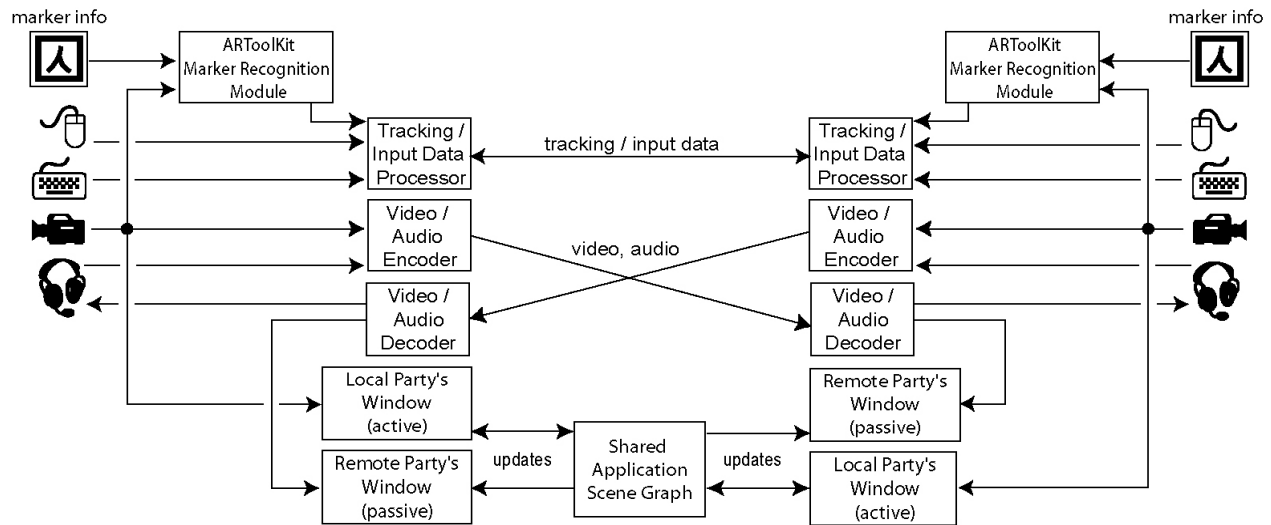 marker info
marker info
ARToolKit
Marker Recognition
Module
ARToolKit
Marker Recognition
Module
Tracking /
Input Data
Processor
tracking / input data
Tracking /
Input Data
Processor
Video /
Audio
Encoder
video, audio
Video /
Audio
Encoder
Video /
Audio
Decoder
Video /
Audio
Decoder
Local Party's
Window
(active)
Remote Party's
Window
(passive)
Remote Party's
Window
(passive)
updates
Shared
Application
Scene Graph
updates
Local Party's
Window
(active)